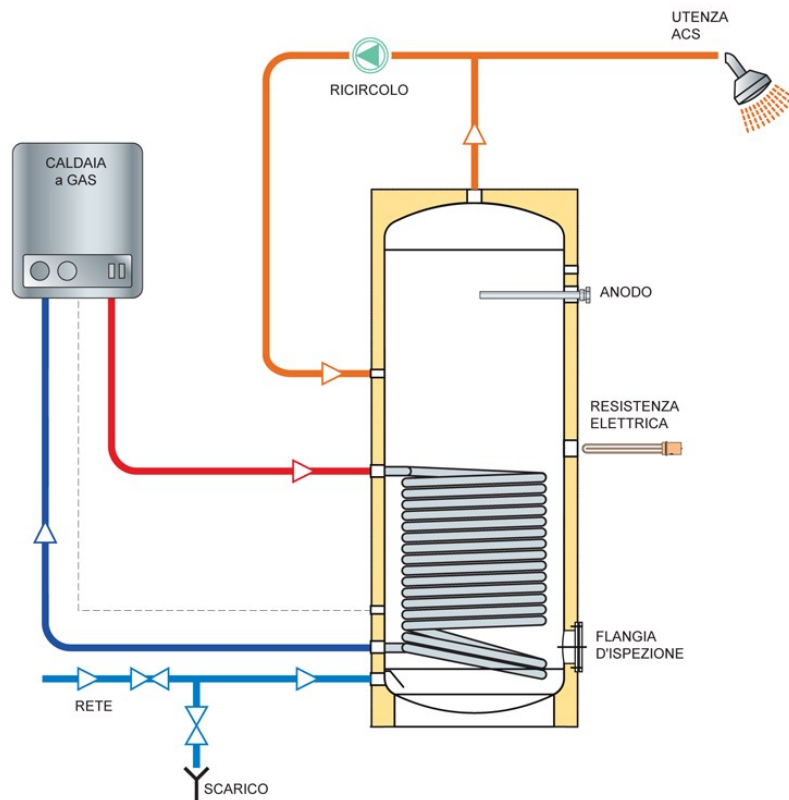 UTENZA
ACS
RICIRCOLO
CALDAIA
a GAS
ANODO
RESISTENZA
ELETTRICA
FLANGIA
D'ISPEZIONE
RETE
SCARICO